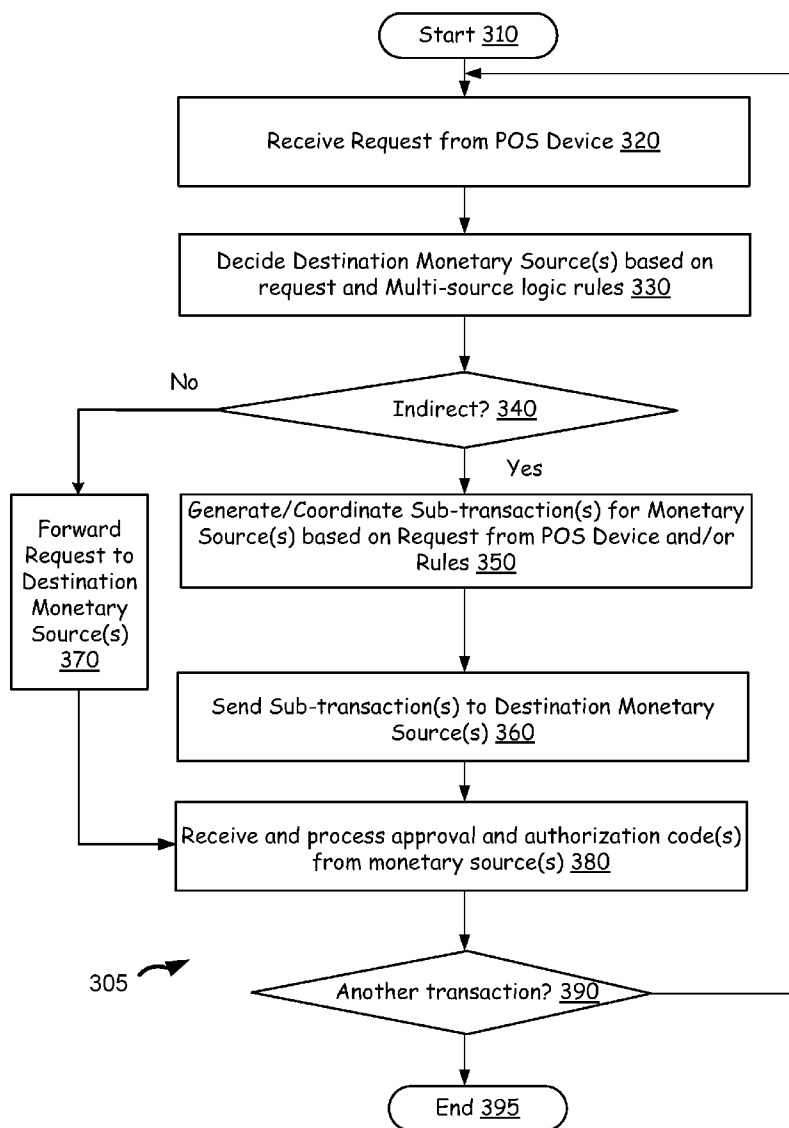 Start 310
Receive Request from POS Device 320
Decide Destination Monetary Source(s) based on
request and Multi-source logic rules 330
No
Indirect? 340
Yes
Forward
Request to
Destination
Monetary
Source(s)
370
Generate/Coordinate Sub-transaction(s) for Monetary
Source(s) based on Request from POS Device and/or
Rules 350
Send Sub-transaction(s) to Destination Monetary
Source(s) 360
Receive and process approval and authorization code(s)
from monetary source(s) 380
305
Another transaction? 390
End 395